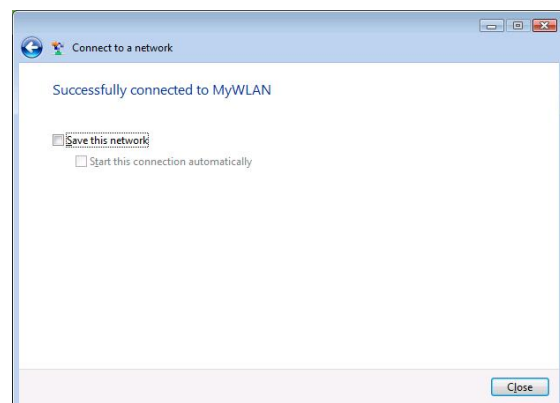 Connect to a network
Successfully connected to MyWLAN
Save this network
Start this connection automatically
Close